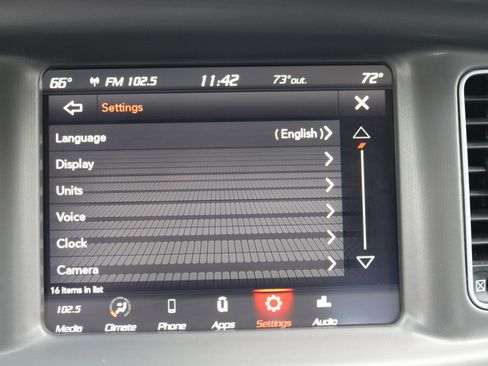 66° FM 102.5 11:42 73°out. 72°
Settings
Language (English)
Display
Units
Voice
Clock
Camera
16 items in list
102.5
Media Climate Phone Apps Settings Audio